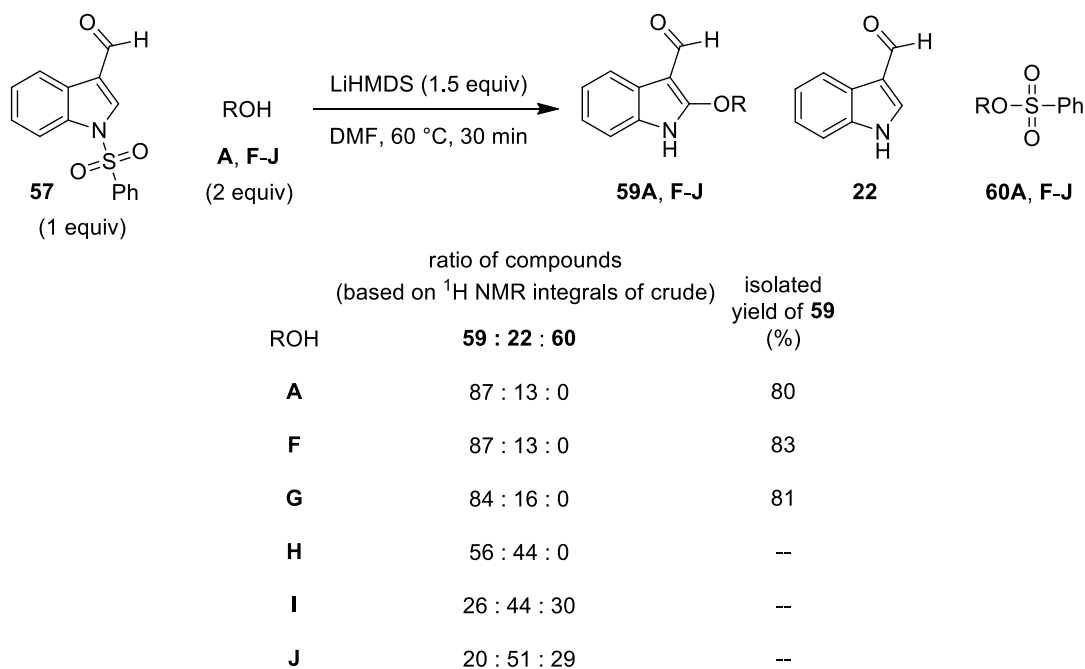 O
H
N
S
O
O
Ph
57
(1 equiv)
ROH
A, F-J
(2 equiv)
LiHMDS (1.5 equiv)
DMF, 60 °C, 30 min
O
H
OR
N
H
59A, F-J
O
H
N
H
22
O
RO
S
Ph
O
60A, F-J
ratio of compounds
(based on ¹H NMR integrals of crude)
isolated
yield of 59
(%)
ROH
59 : 22 : 60
A 87 : 13 : 0 80
F 87 : 13 : 0 83
G 84 : 16 : 0 81
H 56 : 44 : 0 --
I 26 : 44 : 30 --
J 20 : 51 : 29 --